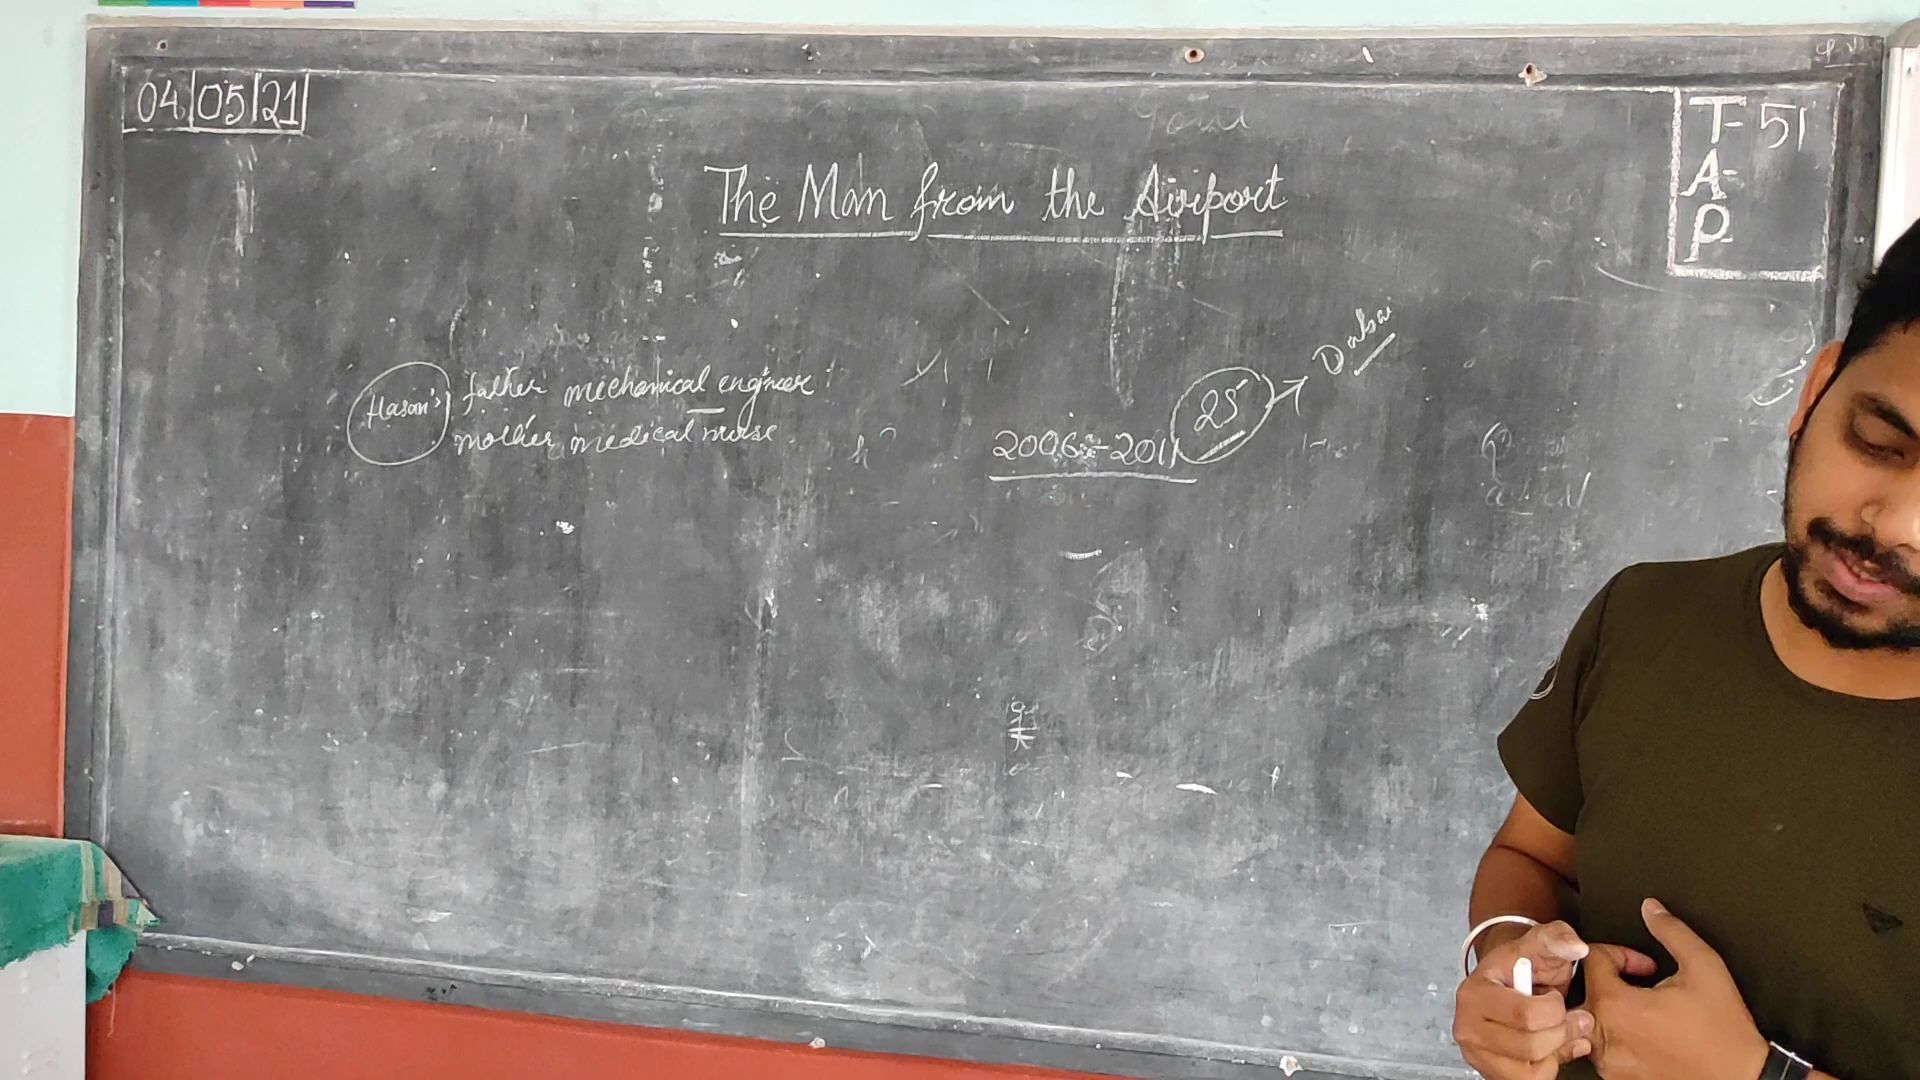 04/05/21
T- 51
A-
P-
The Man from the Airport
Hasan's father mechanical engineer
mother medical nurse
2006-2011
25
Dubai